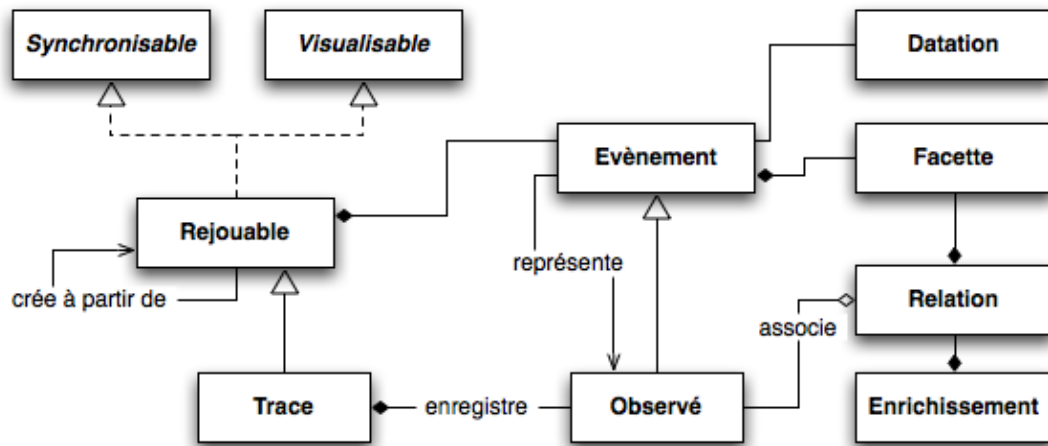 Synchronisable
Visualisable
Datation
Evènement
Facette
Rejouable
représente
crée à partir de
Relation
associe
Trace
enregistre
Observé
Enrichissement